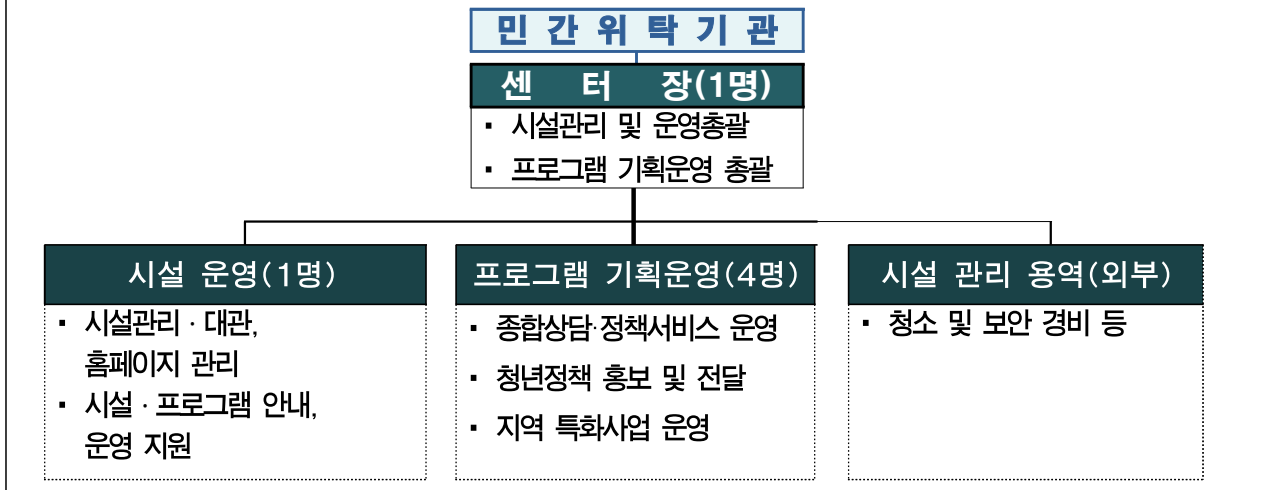 민 간 위 탁 기 관
센 터 장(1명)
▪ 시설관리 및 운영총괄
▪ 프로그램 기획운영 총괄
시설 운영(1명)
▪ 시설관리 · 대관,
홈페이지 관리
▪ 시설 · 프로그램 안내,
운영 지원
프로그램 기획운영(4명)
▪ 종합상담·정책서비스 운영
▪ 청년정책 홍보 및 전달
▪ 지역 특화사업 운영
시설 관리 용역(외부)
▪ 청소 및 보안 경비 등